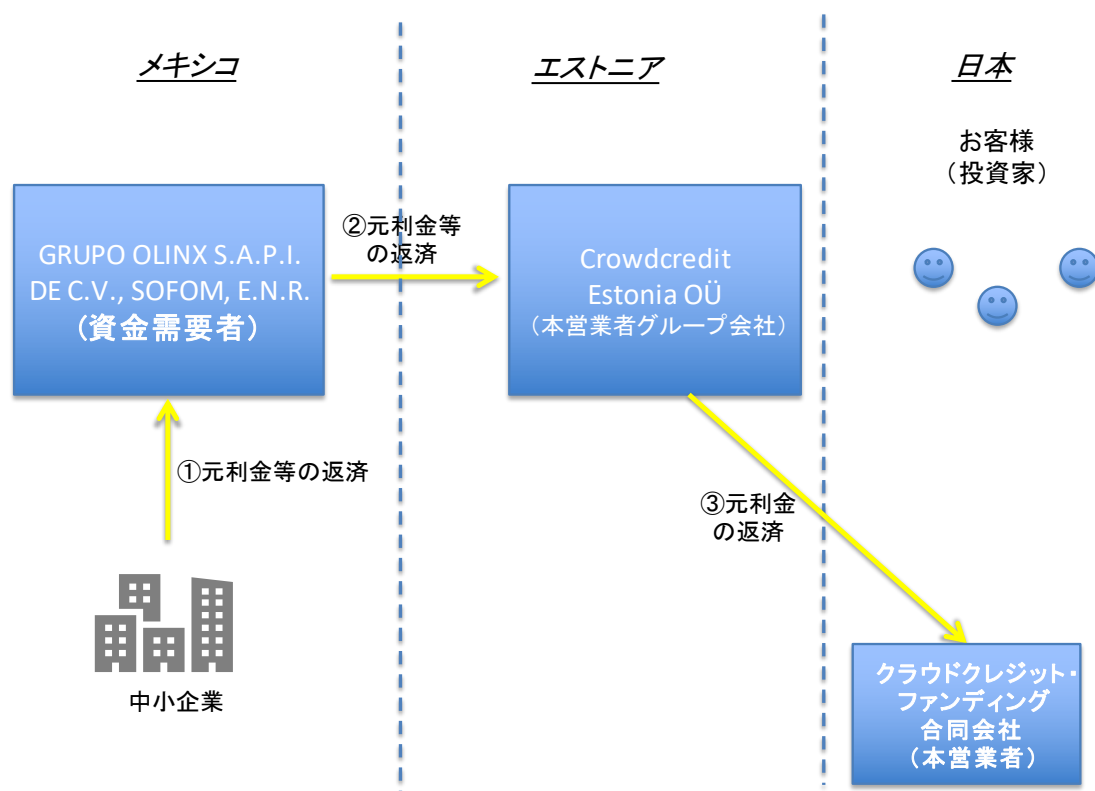 メキシコ
エストニア
日本
お客様
（投資家）
GRUPO OLINX S.A.P.I.
DE C.V., SOFOM, E.N.R.
(資金需要者)
②元利金等
の返済
Crowdcredit
Estonia OÜ
（本営業者グループ会社）
①元利金等の返済
③元利金
の返済
中小企業
クラウドクレジット・
ファンディング
合同会社
（本営業者）